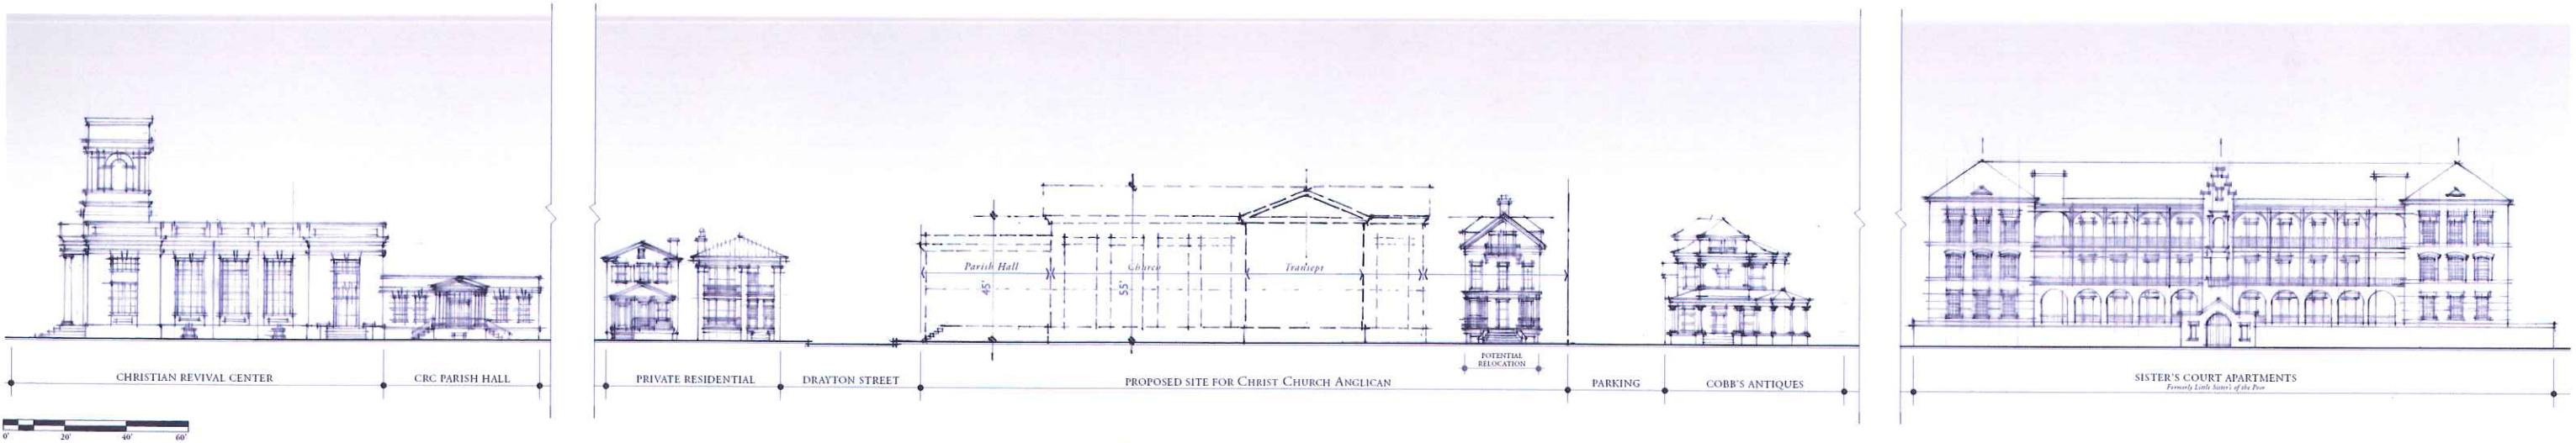 Parish Hall
Church
Transept
45'
55'
POTENTIAL
RELOCATION
CHRISTIAN REVIVAL CENTER
CRC PARISH HALL
PRIVATE RESIDENTIAL
DRAYTON STREET
PROPOSED SITE FOR CHRIST CHURCH ANGLICAN
PARKING
COBB'S ANTIQUES
SISTER'S COURT APARTMENTS
Formerly Little Sister's of the Poor
0' 20' 40' 60'